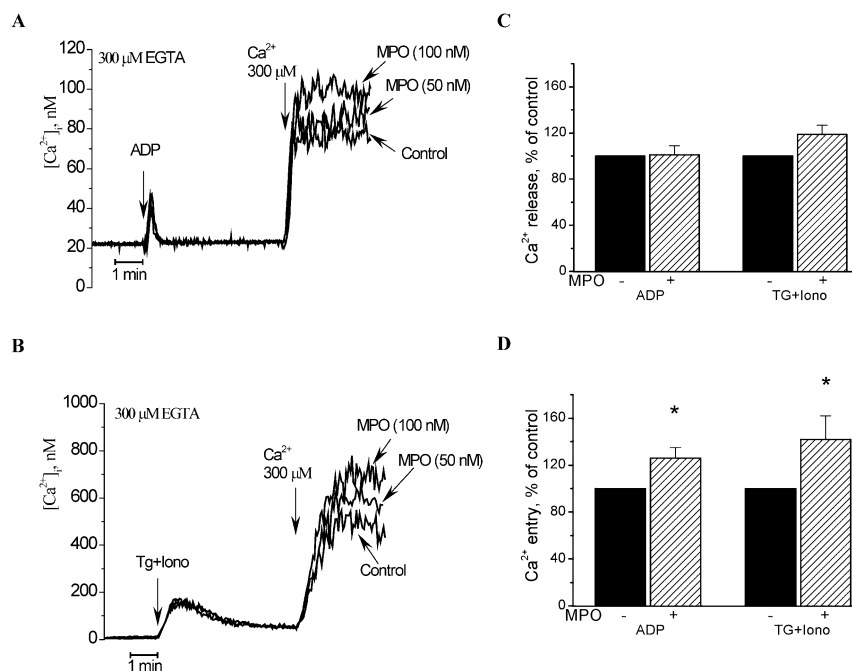 A
[Ca2+]i, nM
120
100
80
60
40
20
0
300 μM EGTA
Ca2+
300 μM
MPO (100 nM)
MPO (50 nM)
Control
ADP
1 min
B
[Ca2+]i, nM
1000
800
600
400
200
0
300 μM EGTA
Ca2+
300 μM
MPO (100 nM)
MPO (50 nM)
Control
Tg+Iono
1 min
C
Ca2+ release, % of control
160
120
80
40
0
MPO - + - +
ADP TG+Iono
D
Ca2+ entry, % of control
160
120
80
40
0
* *
MPO - + - +
ADP TG+Iono